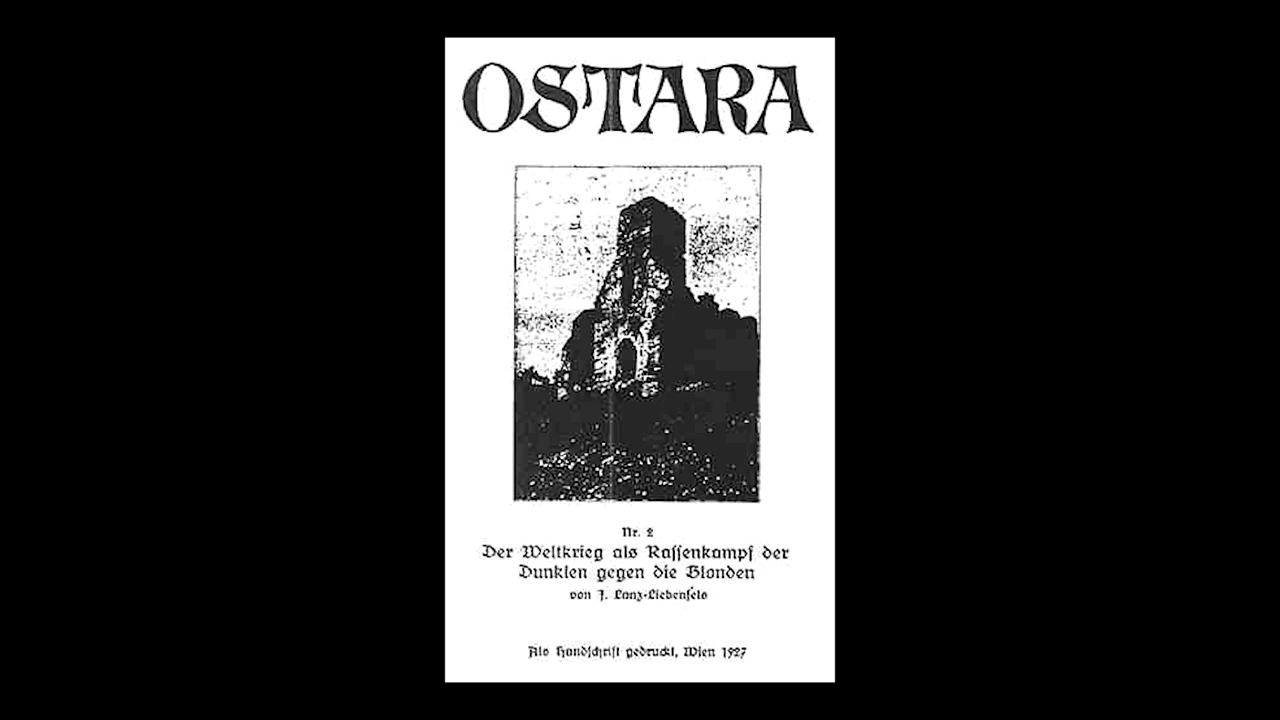 OSTARA
Nr. 2
Der Weltkrieg als Rassenkampf der
Dunklen gegen die Blonden
von J. Lanz-Liebenfels
Als Handschrift gedruckt, Wien 1927